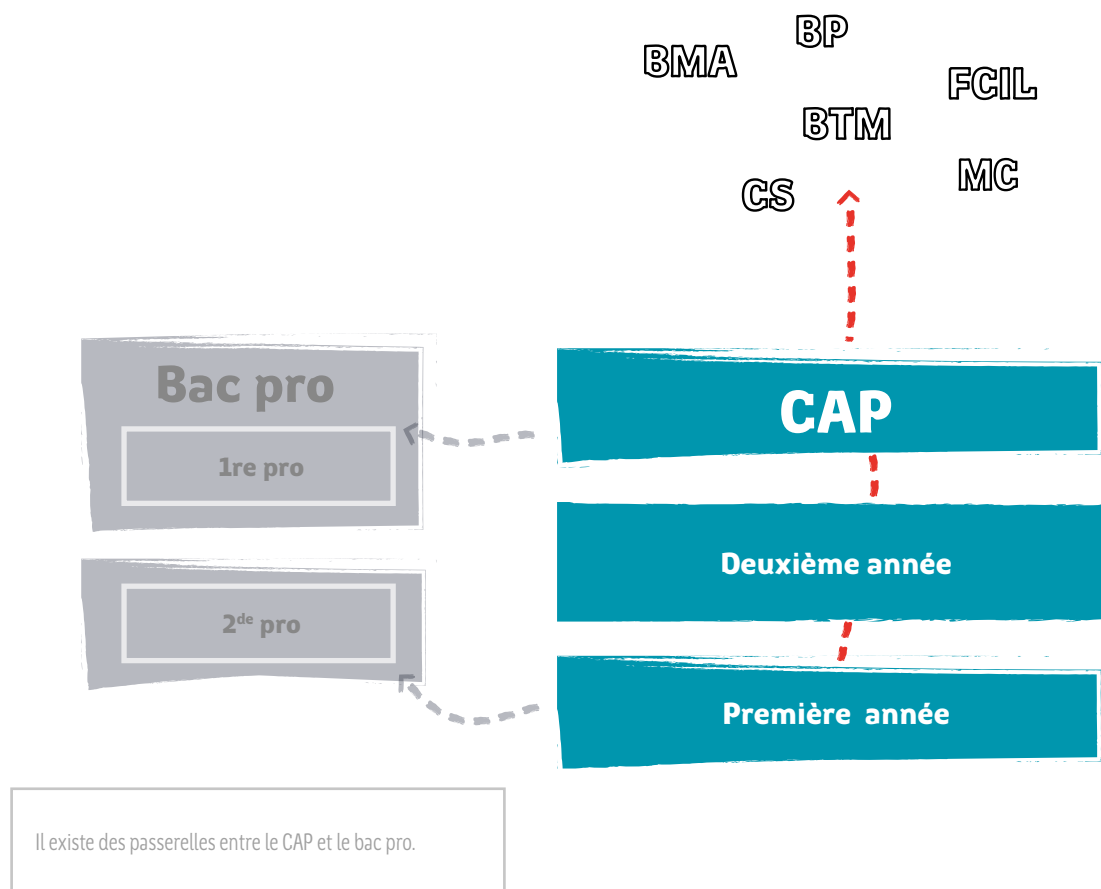 BP
BMA
FCIL
BTM
MC
CS
Bac pro
1re pro
2de pro
CAP
Deuxième année
Première année
Il existe des passerelles entre le CAP et le bac pro.